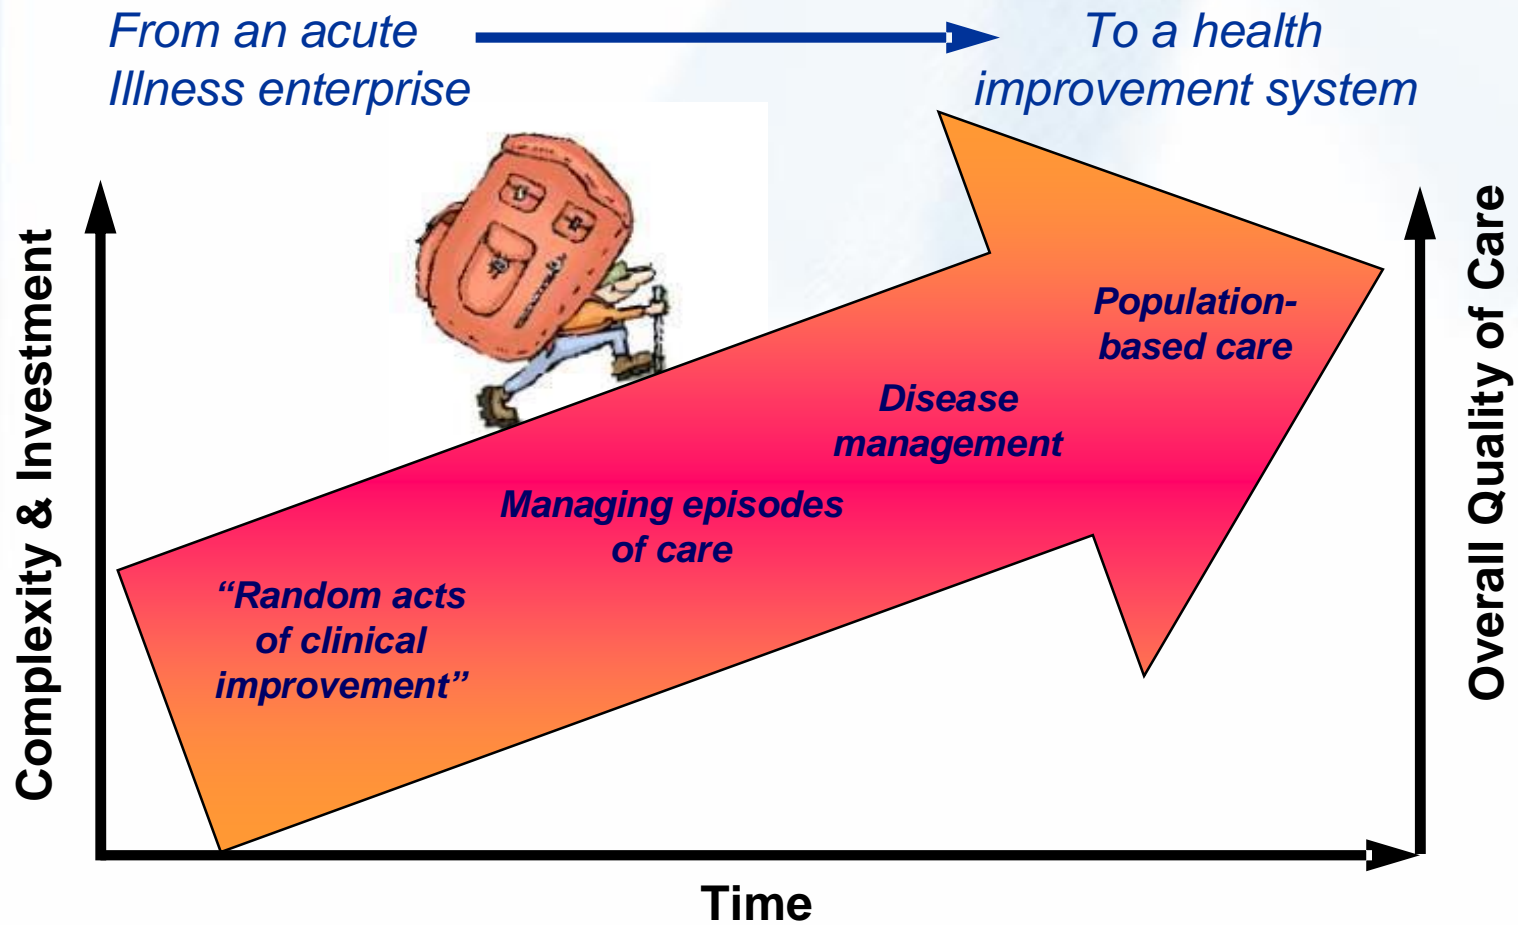 From an acute
Illness enterprise
To a health
improvement system
Complexity & Investment
Overall Quality of Care
Population-
based care
Disease
management
Managing episodes
of care
“Random acts
of clinical
improvement”
Time